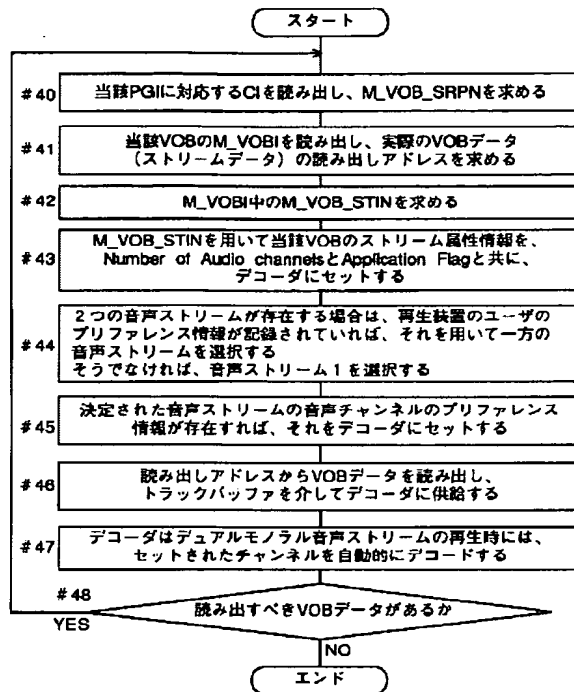 スタート
#40
当該PGIに対応するCIを読み出し、M_VOB_SRPNを求める
#41
当該VOBのM_VOBIを読み出し、実際のVOBデータ
(ストリームデータ)の読み出しアドレスを求める
#42
M_VOBI中のM_VOB_STINを求める
#43
M_VOB_STINを用いて当該VOBのストリーム属性情報を、
Number of Audio channelsとApplication Flagと共に、
デコーダにセットする
#44
2つの音声ストリームが存在する場合は、再生装置のユーザの
プリファレンス情報が記録されていれば、それを用いて一方の
音声ストリームを選択する
そうでなければ、音声ストリーム1を選択する
#45
決定された音声ストリームの音声チャンネルのプリファレンス
情報が存在すれば、それをデコーダにセットする
#46
読み出しアドレスからVOBデータを読み出し、
トラックバッファを介してデコーダに供給する
#47
デコーダはデュアルモノラル音声ストリームの再生時には、
セットされたチャンネルを自動的にデコードする
#48
読み出すべきVOBデータがあるか
YES
NO
エンド